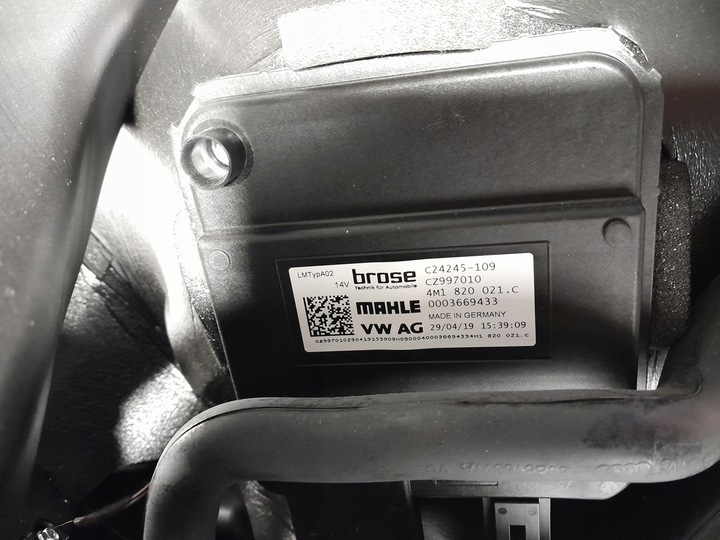 LMTypA02
14V
brose
Technik für Automobile
C24245-109
CZ997010
4M1 820 021.C
0003669433
MAHLE
MADE IN GERMANY
VW AG
29/04/19 15:39:09